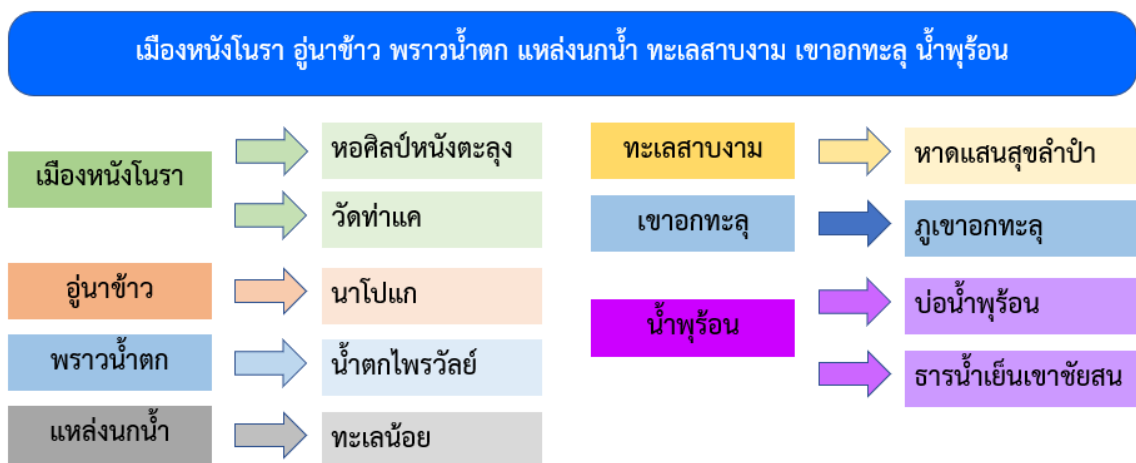 เมืองหนังโนรา อู่นาข้าว พราวน้ำตก แหล่งนกน้ำ ทะเลสาบงาม เขาอกทะลุ น้ำพุร้อน
เมืองหนังโนรา
หอศิลป์หนังตะลุง
วัดท่าแค
อู่นาข้าว
นาโปแก
พราวน้ำตก
น้ำตกไพรวัลย์
แหล่งนกน้ำ
ทะเลน้อย
ทะเลสาบงาม
หาดแสนสุขลำปำ
เขาอกทะลุ
ภูเขาอกทะลุ
น้ำพุร้อน
บ่อน้ำพุร้อน
ธารน้ำเย็นเขาชัยสน